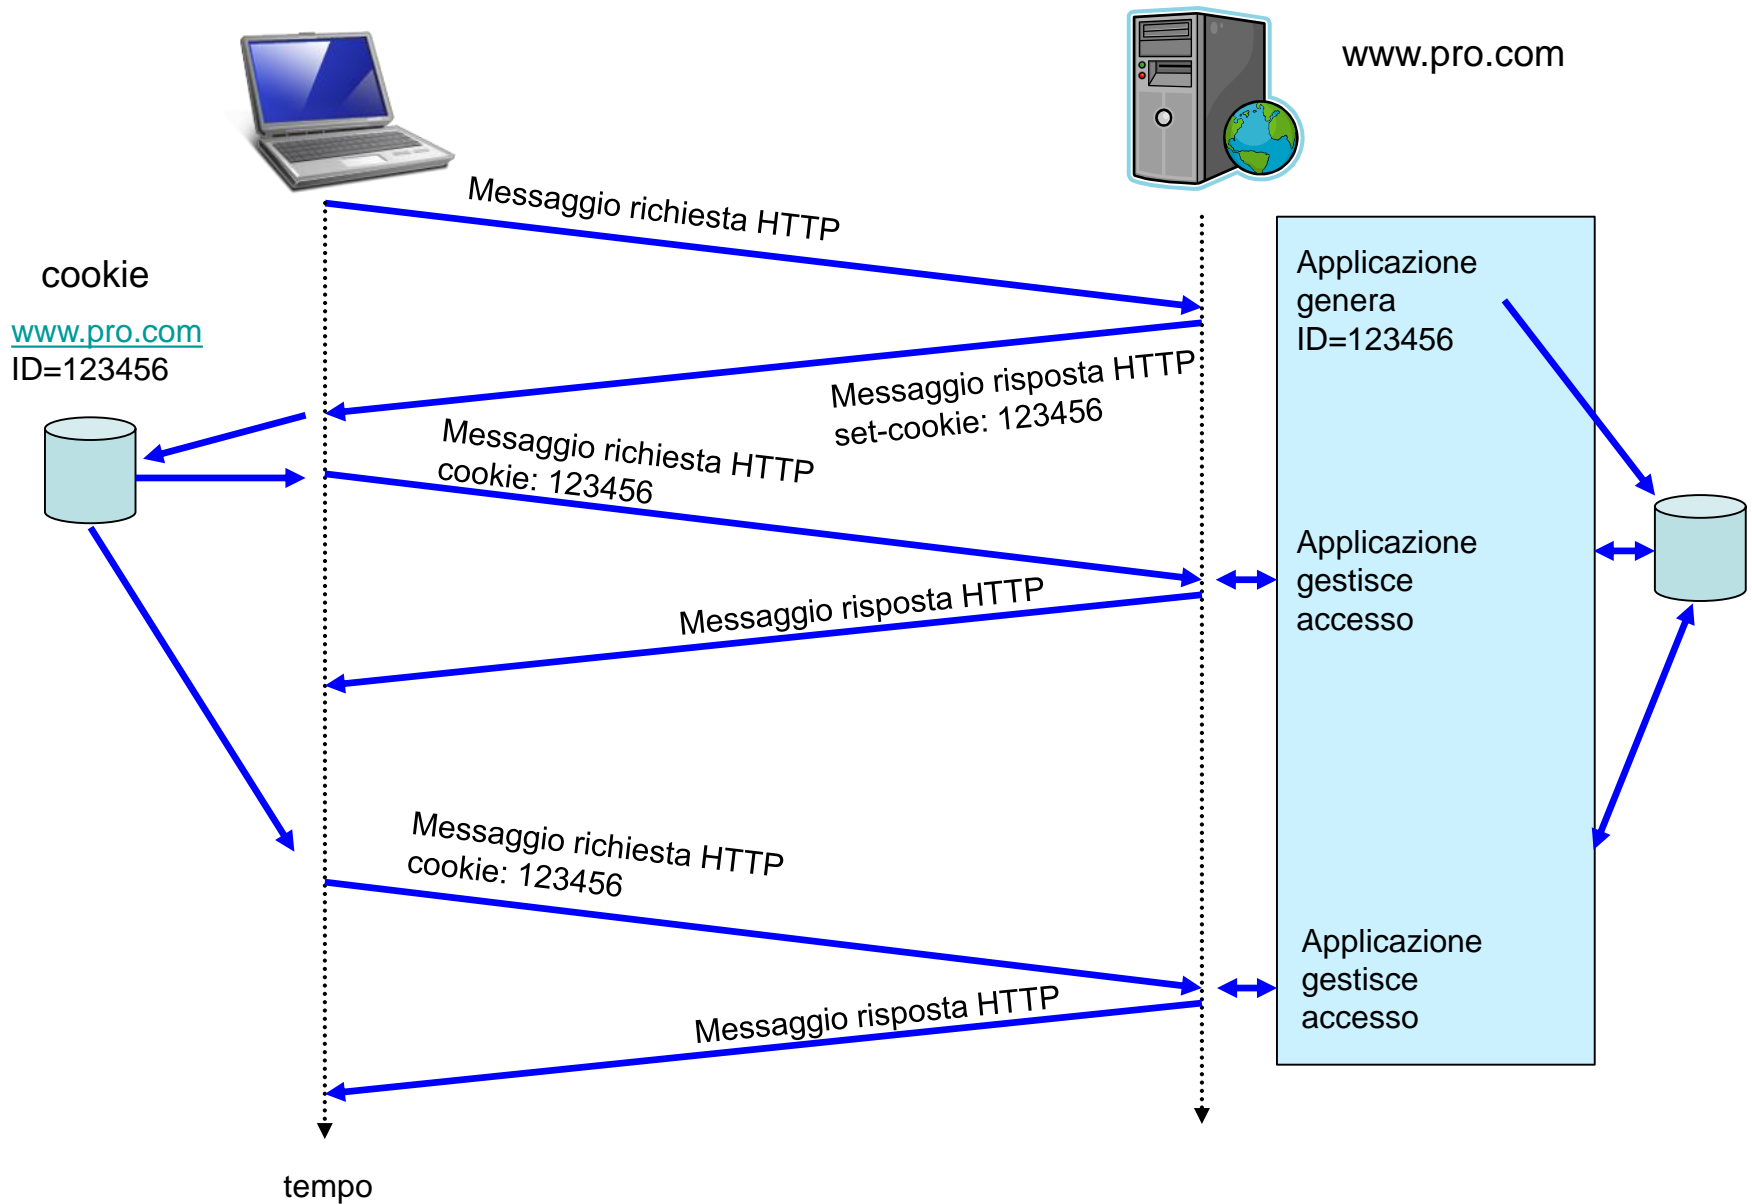 www.pro.com
Messaggio richiesta HTTP
cookie
www.pro.com
ID=123456
Applicazione
genera
ID=123456
Messaggio risposta HTTP
set-cookie: 123456
Messaggio richiesta HTTP
cookie: 123456
Applicazione
gestisce
accesso
Messaggio risposta HTTP
Messaggio richiesta HTTP
cookie: 123456
Applicazione
gestisce
accesso
Messaggio risposta HTTP
tempo